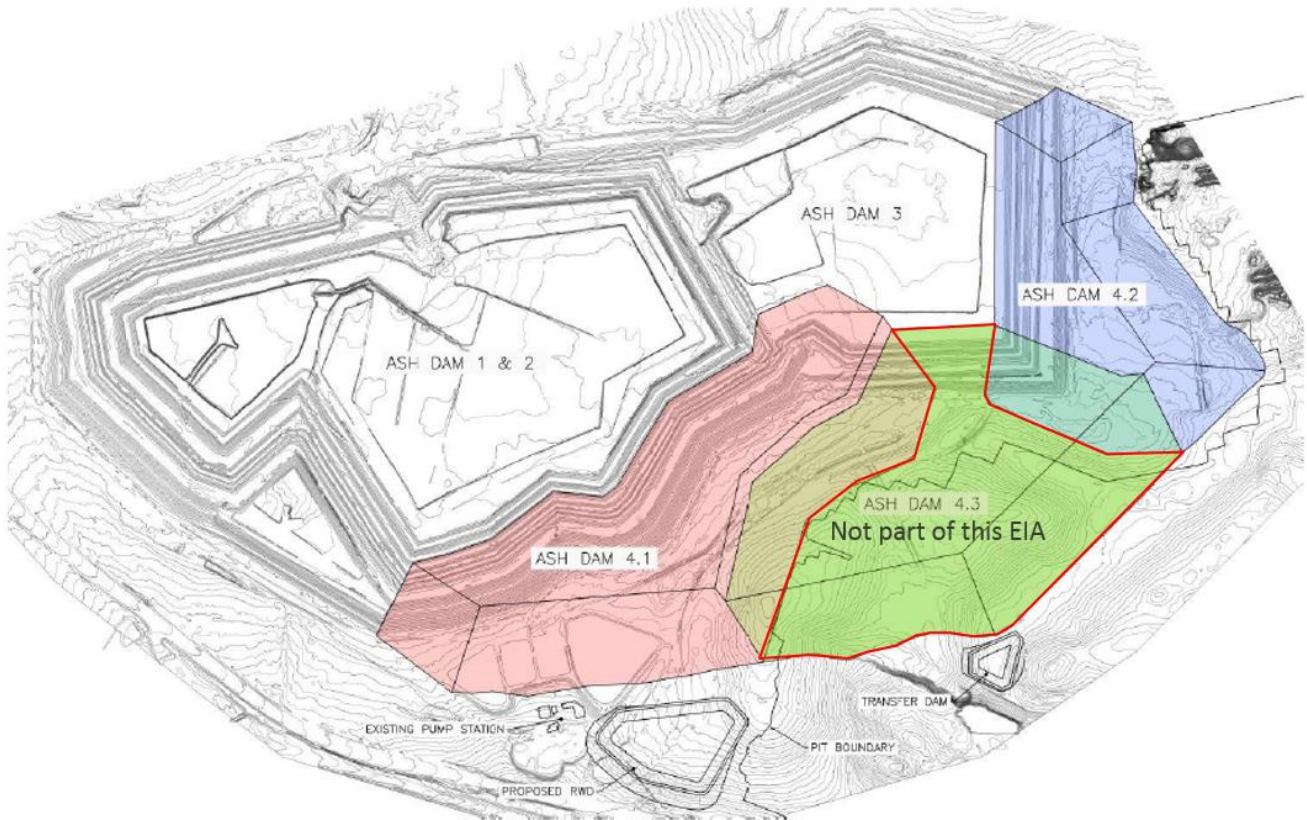 ASH DAM 3
ASH DAM 4.2
ASH DAM 1 & 2
ASH DAM 4.3
Not part of this EIA
ASH DAM 4.1
TRANSFER DAM
EXISTING PUMP STATION
PIT BOUNDARY
PROPOSED RWD